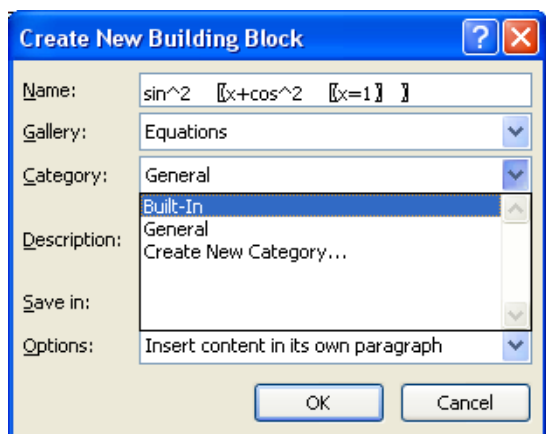 Create New Building Block
Name: sin^2 〖x+cos^2 〖x=1〗 〗
Gallery: Equations
Category: General
Built-In
General
Create New Category...
Description:
Save in:
Options: Insert content in its own paragraph
OK Cancel